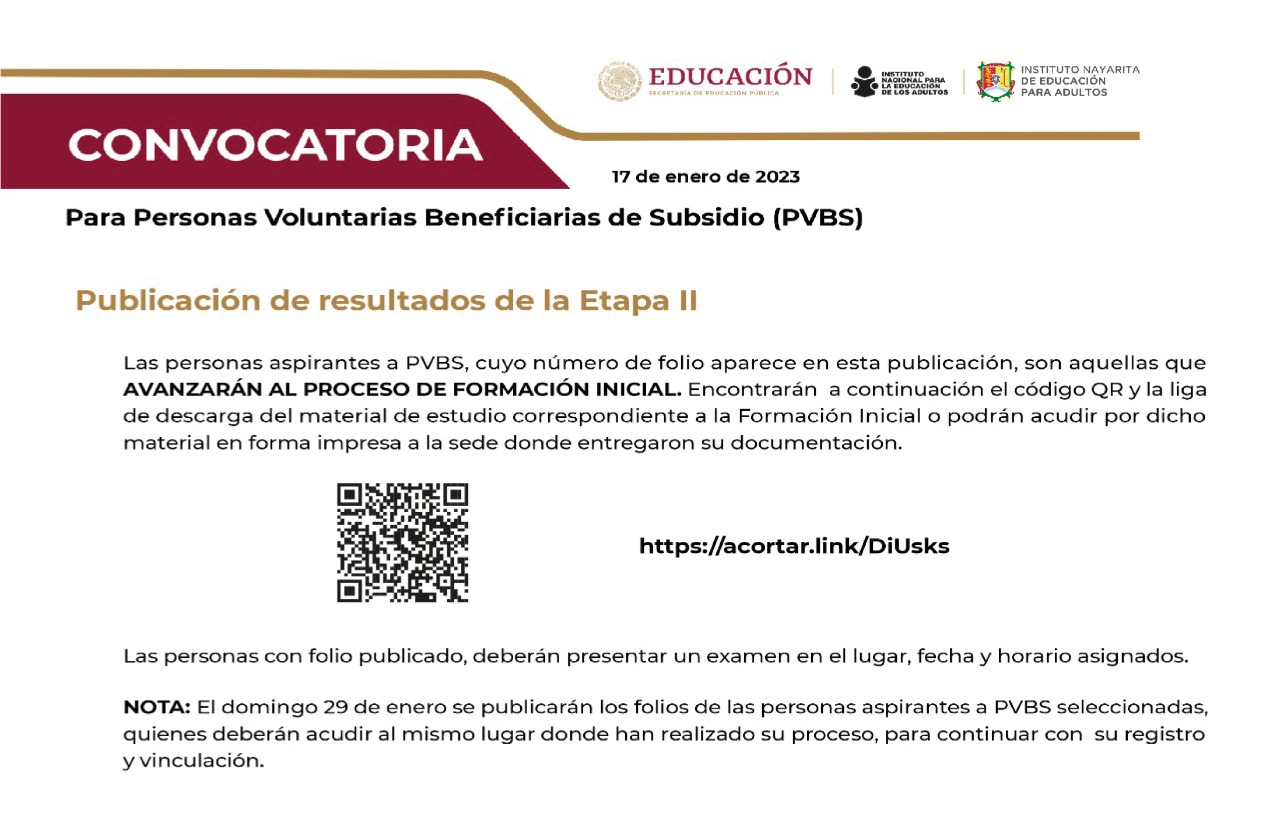 EDUCACIÓN
SECRETARÍA DE EDUCACIÓN PÚBLICA
INSTITUTO
NACIONAL PARA
LA EDUCACIÓN
DE LOS ADULTOS
INSTITUTO NAYARITA
DE EDUCACIÓN
PARA ADULTOS
CONVOCATORIA
17 de enero de 2023
Para Personas Voluntarias Beneficiarias de Subsidio (PVBS)
Publicación de resultados de la Etapa II
Las personas aspirantes a PVBS, cuyo número de folio aparece en esta publicación, son aquellas que
AVANZARÁN AL PROCESO DE FORMACIÓN INICIAL. Encontrarán a continuación el código QR y la liga
de descarga del material de estudio correspondiente a la Formación Inicial o podrán acudir por dicho
material en forma impresa a la sede donde entregaron su documentación.
https://acortar.link/DiUsks
Las personas con folio publicado, deberán presentar un examen en el lugar, fecha y horario asignados.
NOTA: El domingo 29 de enero se publicarán los folios de las personas aspirantes a PVBS seleccionadas,
quienes deberán acudir al mismo lugar donde han realizado su proceso, para continuar con su registro
y vinculación.